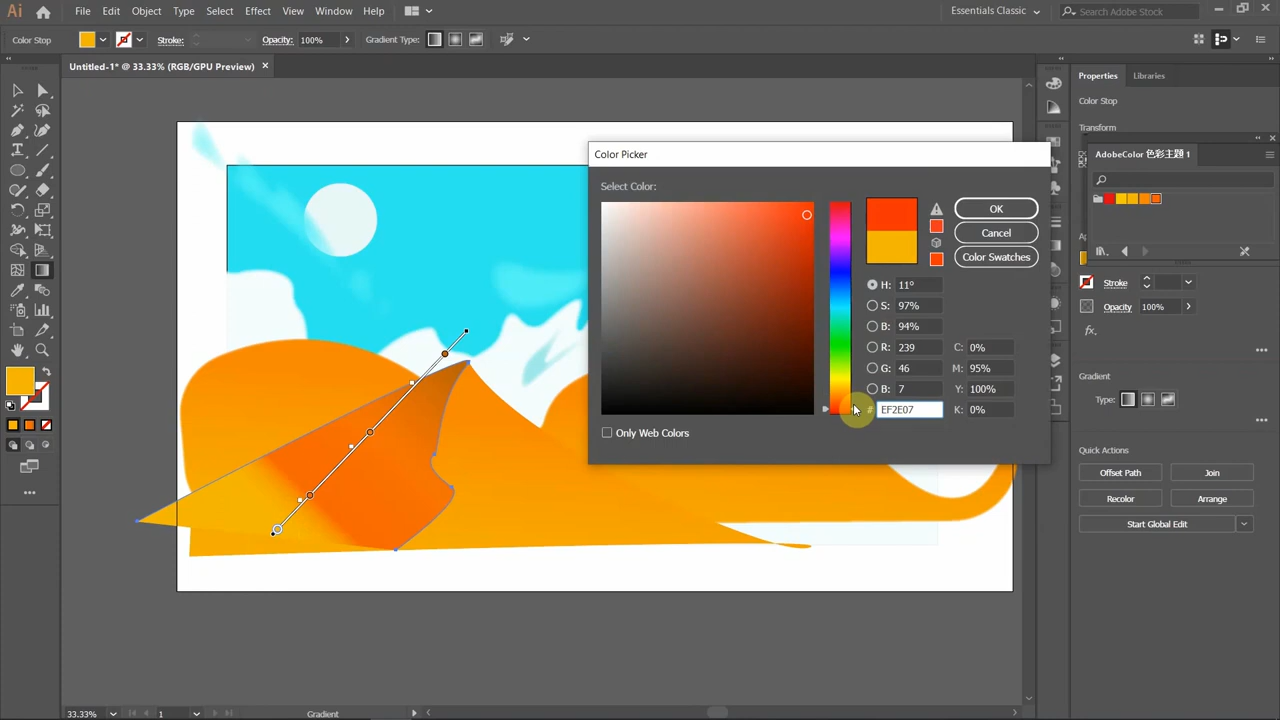 Ai File Edit Object Type Select Effect View Window Help Essentials Classic Search Adobe Stock
Color Stop Stroke: Opacity: 100% Gradient Type:
Untitled-1* @ 33.33% (RGB/GPU Preview) ×
Properties Libraries
Color Stop
Transform
AdobeColor 色彩主題 1
Stroke
Opacity 100%
fx.
Gradient
Type:
Quick Actions
Offset Path Join
Recolor Arrange
Start Global Edit
Color Picker
Select Color:
OK
Cancel
Color Swatches
H: 11°
S: 97%
B: 94%
R: 239 C: 0%
G: 46 M: 95%
B: 7 Y: 100%
# EF2E07 K: 0%
Only Web Colors
33.33% 1 Gradient